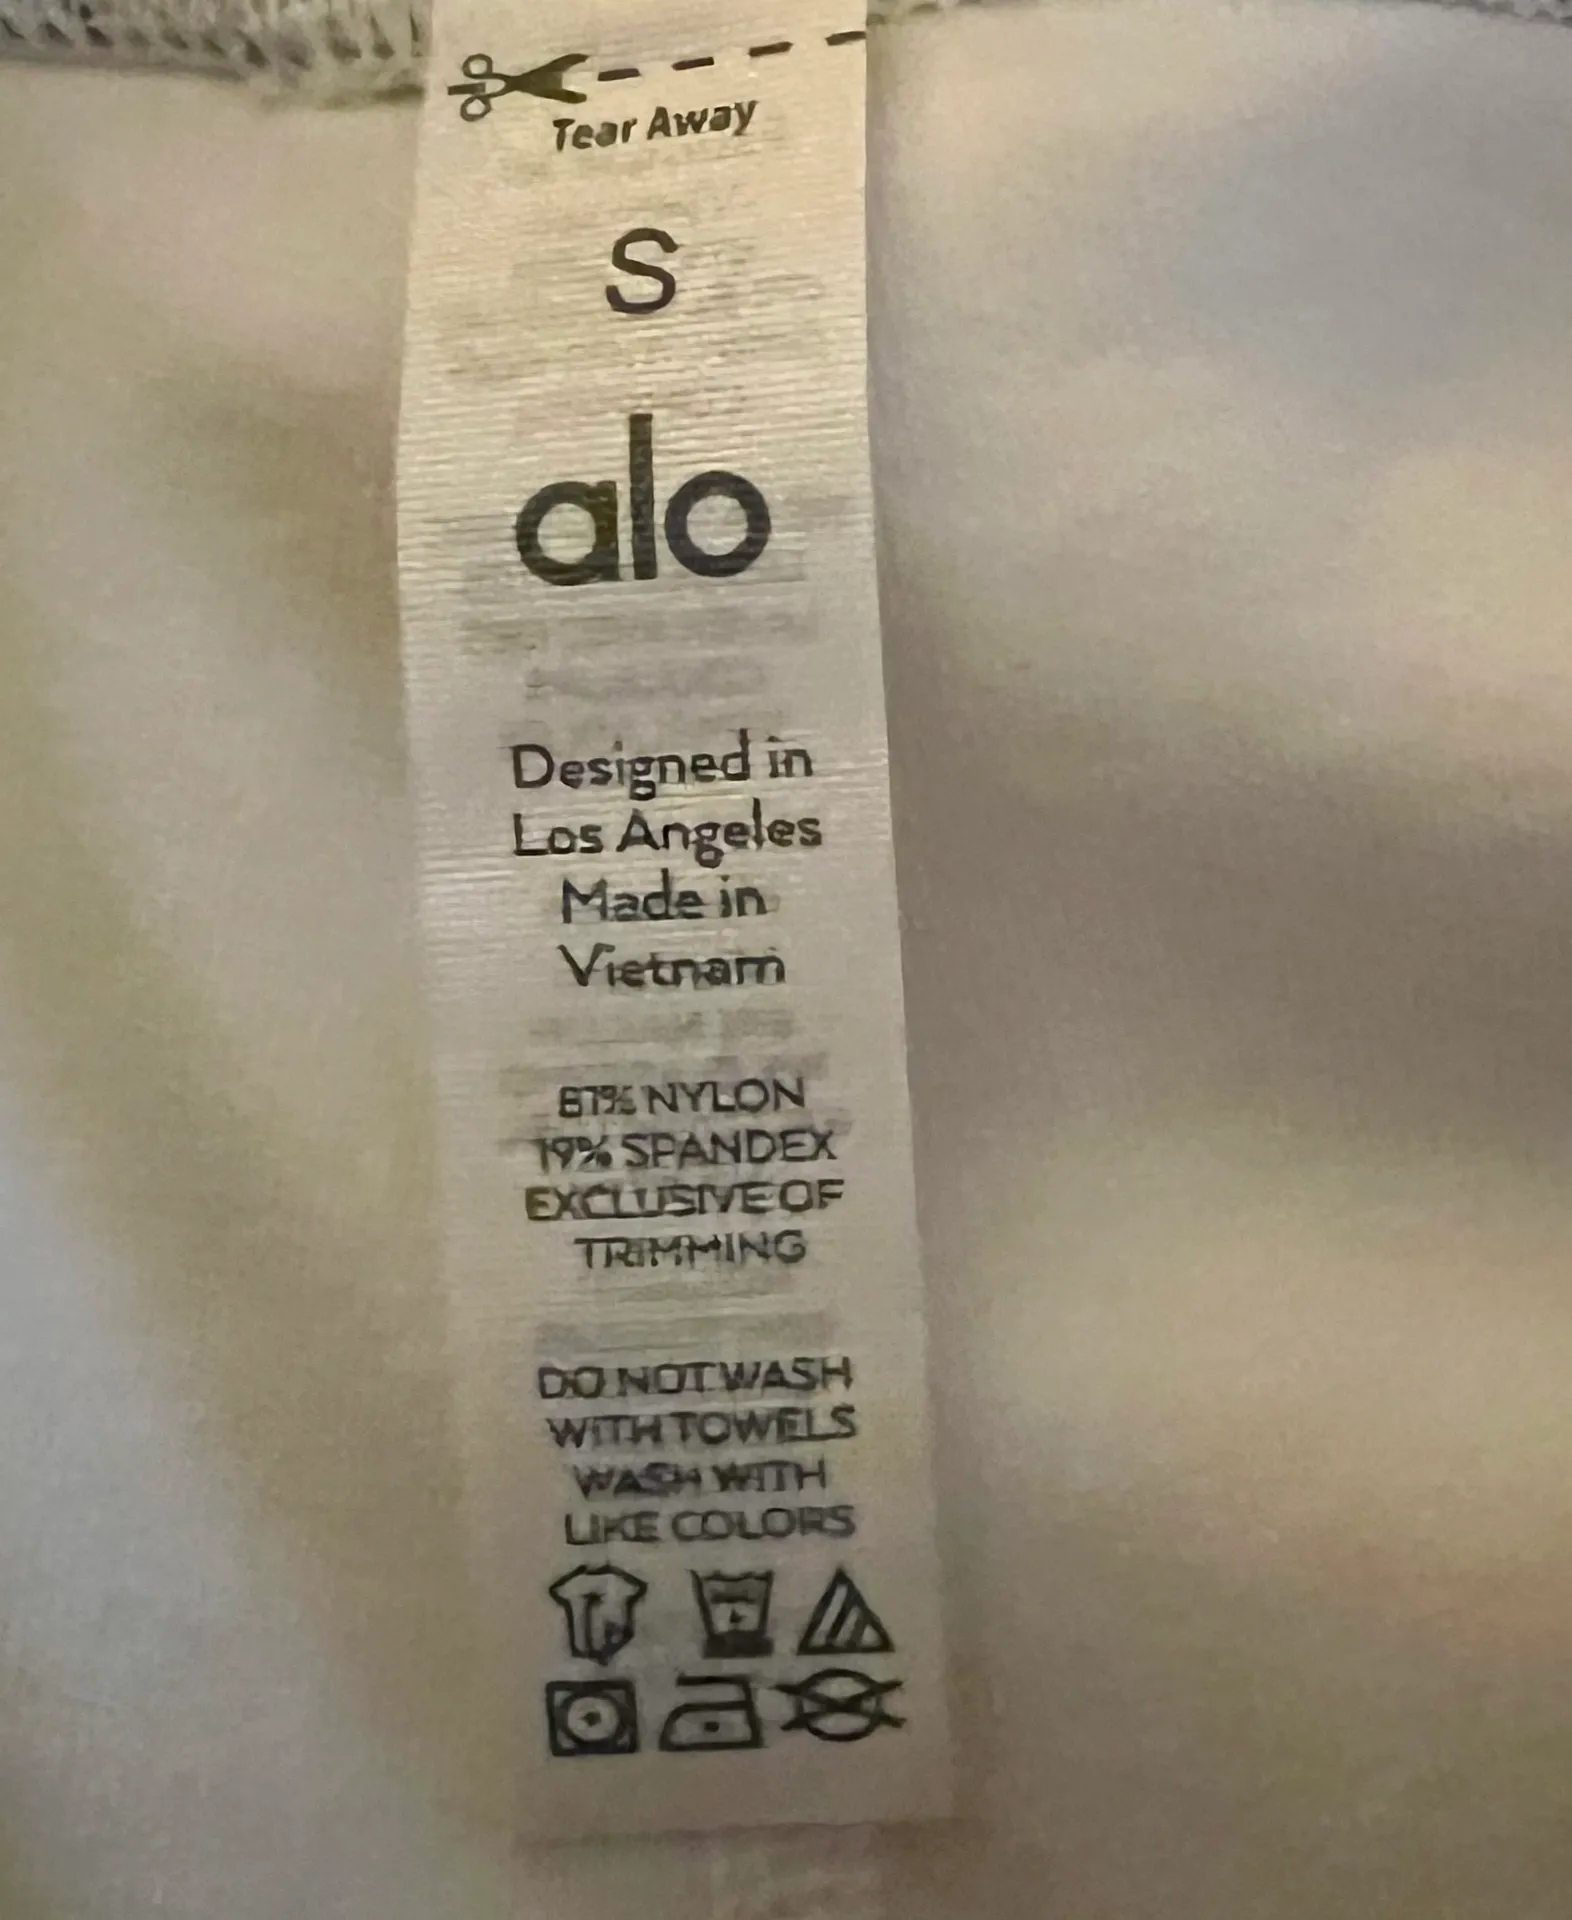 Tear Away
S
alo
Designed in
Los Angeles
Made in
Vietnam
81% NYLON
19% SPANDEX
EXCLUSIVE OF
TRIMMING
DO NOT WASH
WITH TOWELS
WASH WITH
LIKE COLORS